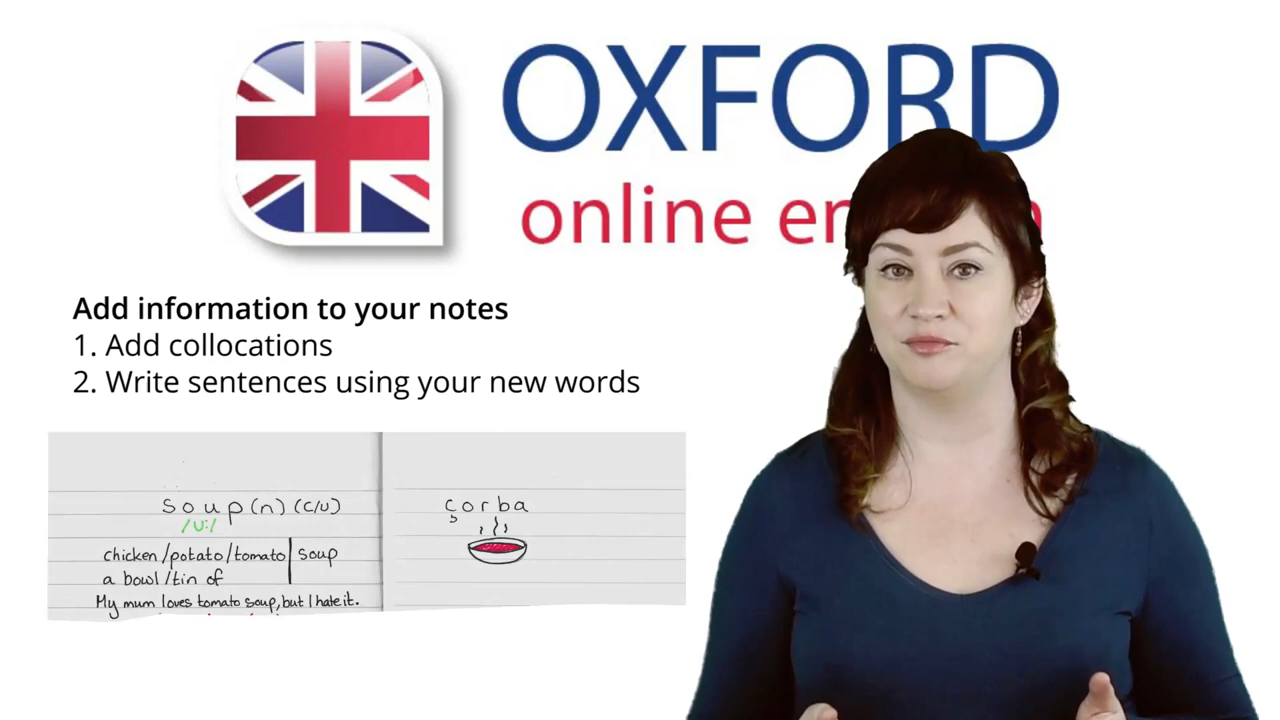 OXFORD
online en
Add information to your notes
1. Add collocations
2. Write sentences using your new words
soup (n) (c/u)
/u:/
chicken/potato/tomato | soup
a bowl/tin of
My mum loves tomato soup, but I hate it.
çorba